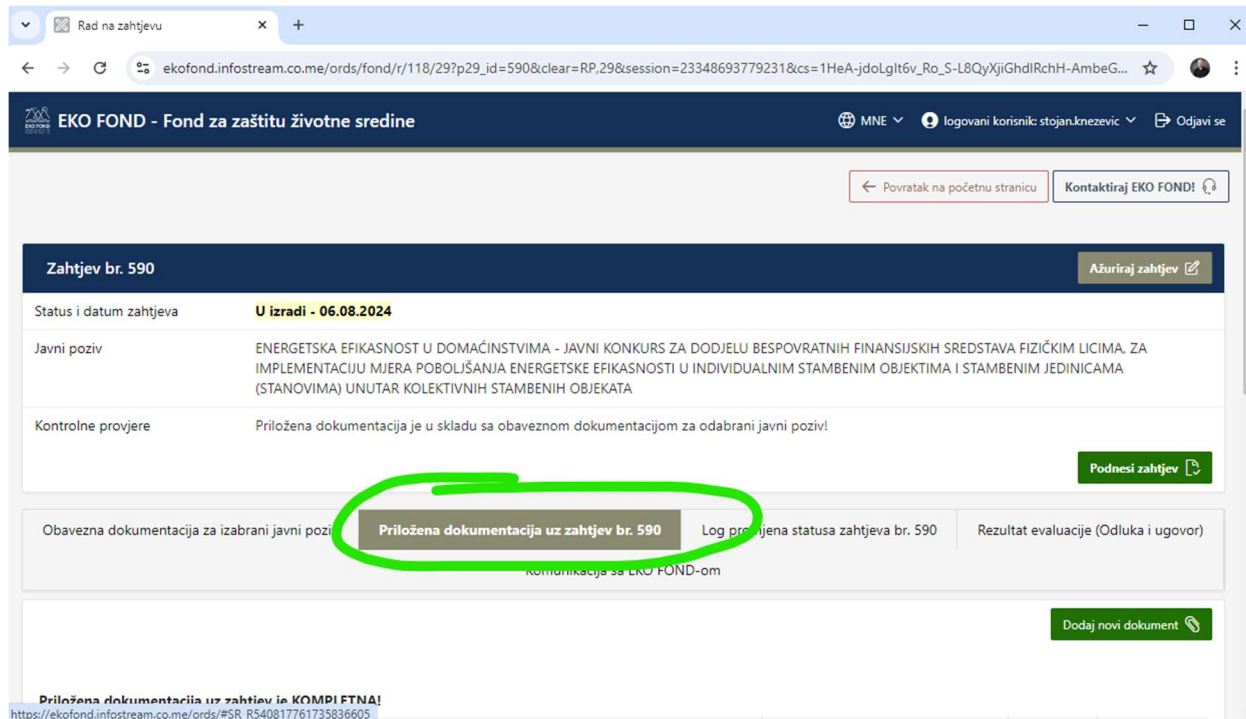 Rad na zahtjevu
ekofond.infostream.co.me/ords/fond/r/118/29?p29_id=590&clear=RP,29&session=23348693779231&cs=1HeA-jdoLgIt6v_Ro_S-L8QyXjiGhdlRchH-AmbeG...
EKO FOND
EKO FOND - Fond za zaštitu životne sredine
MNE
logovani korisnik: stojan.knezevic
Odjavi se
Povratak na početnu stranicu
Kontaktiraj EKO FOND!
Zahtjev br. 590
Ažuriraj zahtjev
Status i datum zahtjeva
U izradi - 06.08.2024
Javni poziv
ENERGETSKA EFIKASNOST U DOMAĆINSTVIMA - JAVNI KONKURS ZA DODJELU BESPOVRATNIH FINANSIJSKIH SREDSTAVA FIZIČKIM LICIMA, ZA
IMPLEMENTACIJU MJERA POBOLJŠANJA ENERGETSKE EFIKASNOSTI U INDIVIDUALNIM STAMBENIM OBJEKTIMA I STAMBENIM JEDINICAMA
(STANOVIMA) UNUTAR KOLEKTIVNIH STAMBENIH OBJEKATA
Kontrolne provjere
Priložena dokumentacija je u skladu sa obaveznom dokumentacijom za odabrani javni poziv!
Podnesi zahtjev
Obavezna dokumentacija za izabrani javni poziv
Priložena dokumentacija uz zahtjev br. 590
Log promjena statusa zahtjeva br. 590
Rezultat evaluacije (Odluka i ugovor)
Komunikacija sa EKO FOND-om
Dodaj novi dokument
Priložena dokumentacija uz zahtjev je KOMPLETNA!
https://ekofond.infostream.co.me/ords/#SR_R540817761735836605